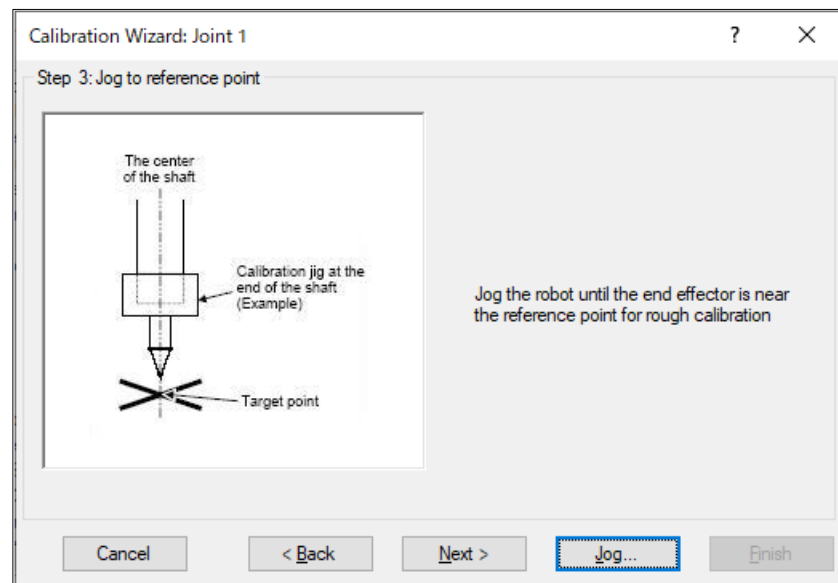 Calibration Wizard: Joint 1
Step 3: Jog to reference point
The center
of the shaft
Calibration jig at the
end of the shaft
(Example)
Target point
Jog the robot until the end effector is near
the reference point for rough calibration
Cancel
< Back
Next >
Jog...
Finish